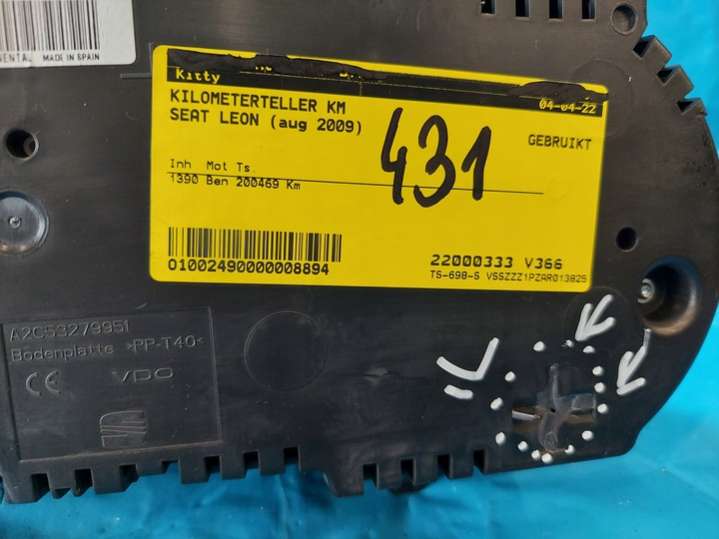 MADE IN SPAIN
Kitty
04-04-22
KILOMETERTELLER KM
SEAT LEON (aug 2009)
GEBRUIKT
431
Inh Mot Ts.
1390 Ben 200469 Km
22000333 V366
01002490000008894
TS-698-S VSSZZZ1PZAR013825
A2C53279951
Bodenplatte >PP-T40<
CE VDO